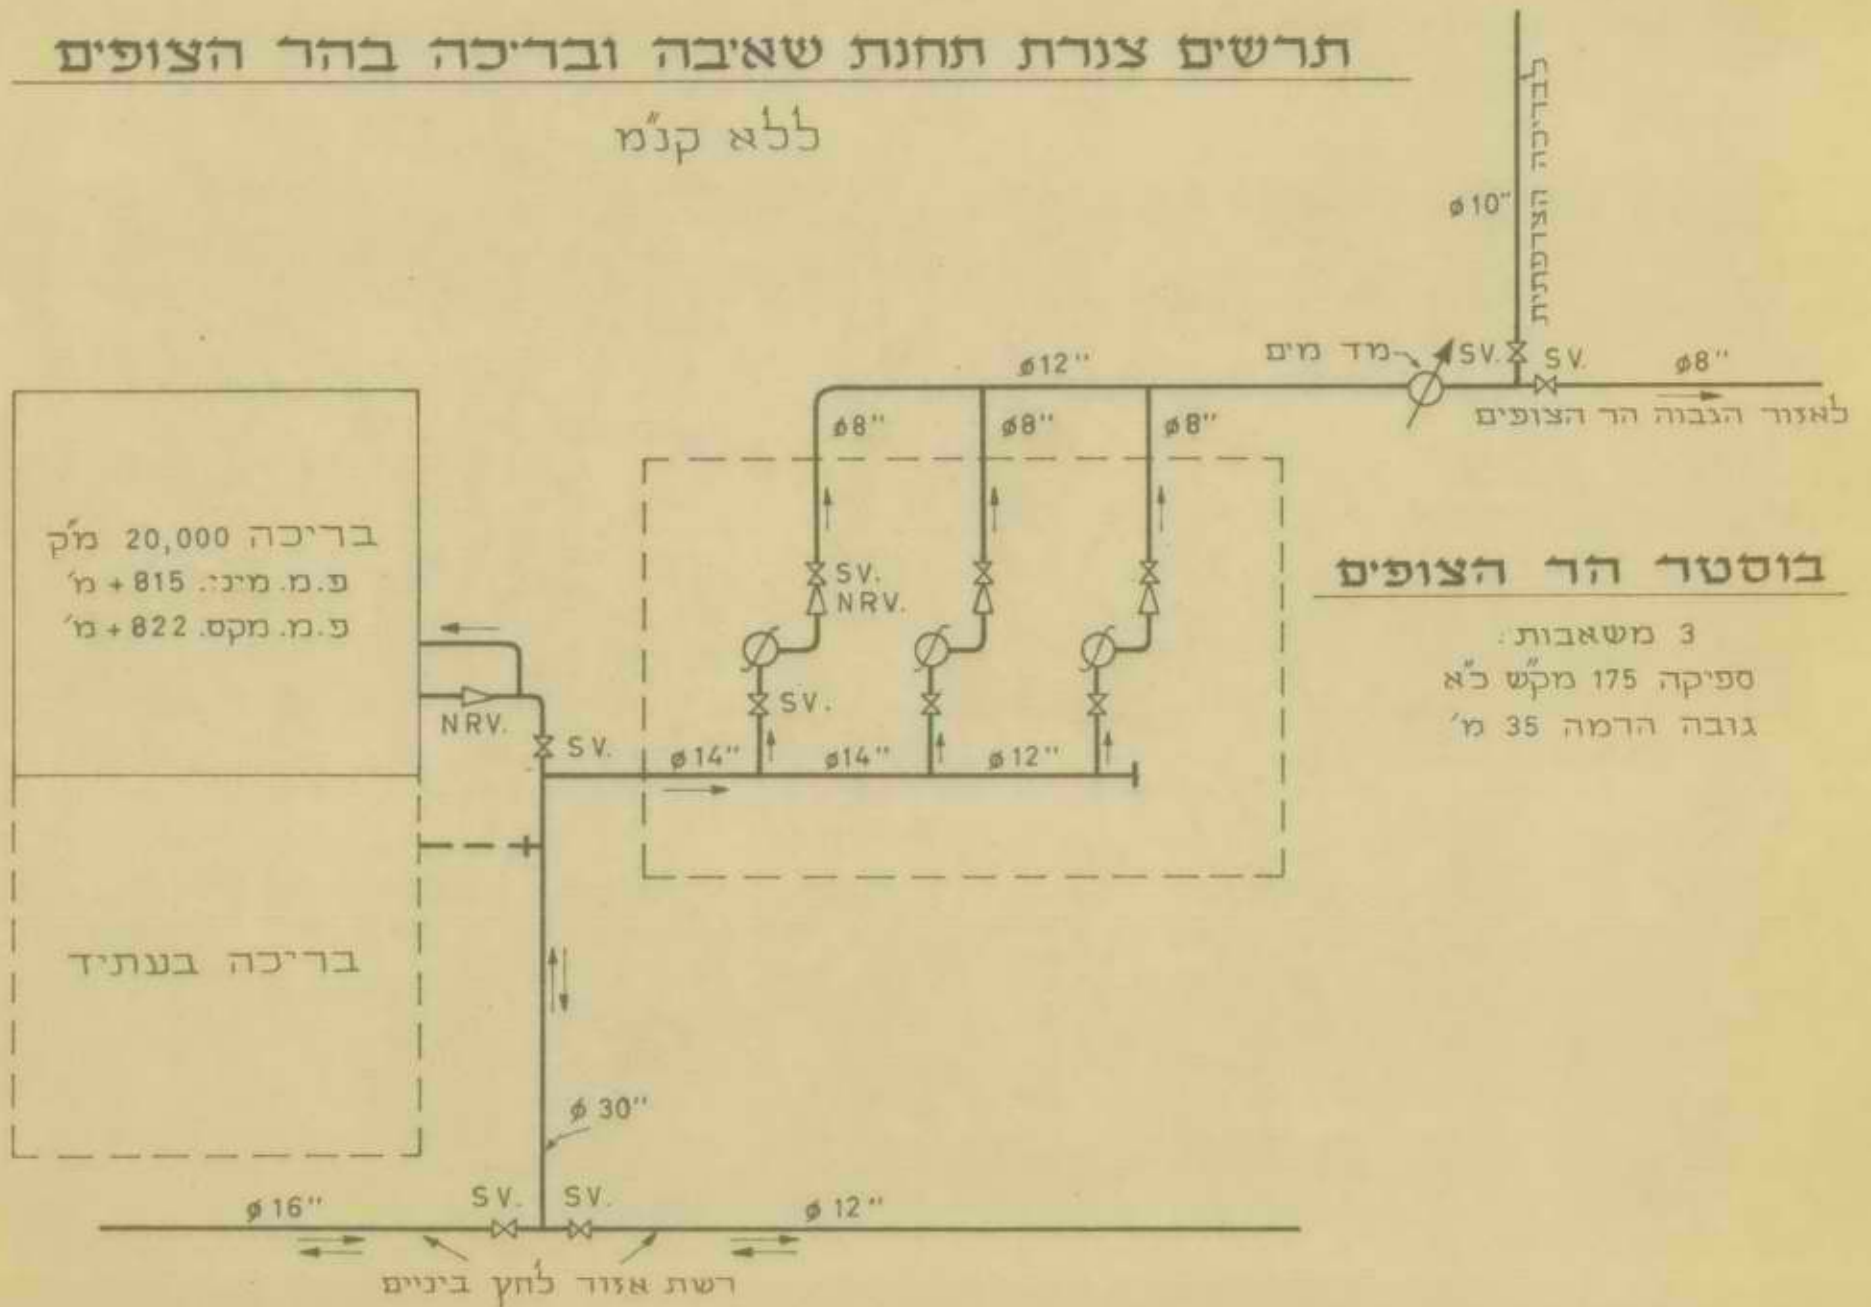 תרשים צנרת תחנת שאיבה ובריכה בהר הצופים
ללא קנ"מ
לבריכה האוניברסיטאית
ø10"
מד מים
SV.
SV.
ø8"
לאזור הגבוה הר הצופים
ø12"
ø8"
ø8"
ø8"
בריכה 20,000 מ"ק
פ.מ. מיני. 815+ מ'
פ.מ. מקס. 822+ מ'
SV.
NRV.
SV.
NRV.
SV.
ø14"
ø14"
ø12"
בוסטר הר הצופים
3 משאבות:
ספיקה 175 מק"ש כ"א
גובה הרמה 35 מ'
בריכה בעתיד
ø 30"
ø16"
SV.
SV.
ø12"
רשת אזור לחץ ביניים